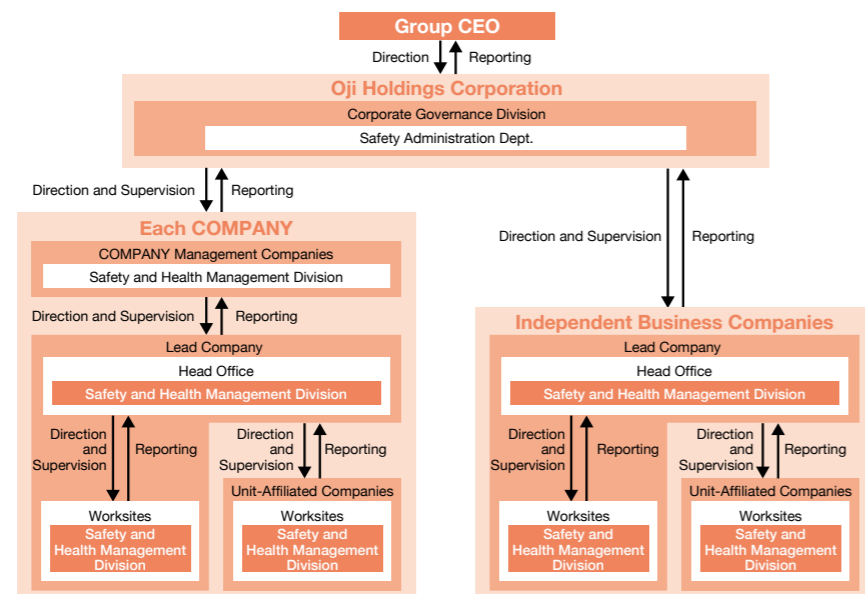 Group CEO
Direction
Reporting
Oji Holdings Corporation
Corporate Governance Division
Safety Administration Dept.
Direction and Supervision
Reporting
Direction and Supervision
Reporting
Each COMPANY
COMPANY Management Companies
Safety and Health Management Division
Direction and Supervision
Reporting
Lead Company
Head Office
Safety and Health Management Division
Direction
and
Supervision
Reporting
Direction
and
Supervision
Reporting
Worksites
Safety and
Health Management
Division
Unit-Affiliated Companies
Worksites
Safety and
Health Management
Division
Independent Business Companies
Lead Company
Head Office
Safety and Health Management Division
Direction
and
Supervision
Reporting
Direction
and
Supervision
Reporting
Worksites
Safety and
Health Management
Division
Unit-Affiliated Companies
Worksites
Safety and
Health Management
Division